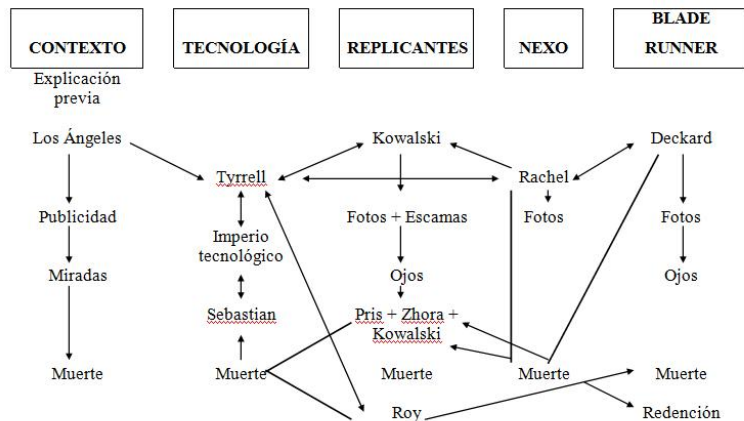 BLADE
CONTEXTO TECNOLOGÍA REPLICANTES NEXO RUNNER
Explicación
previa
Los Ángeles Kowalski Deckard
Tyrrell Rachel
Publicidad Fotos + Escamas Fotos Fotos
Imperio
tecnológico
Miradas Ojos Ojos
Sebastian Pris + Zhora +
Kowalski
Muerte Muerte Muerte Muerte Muerte
Roy Redención